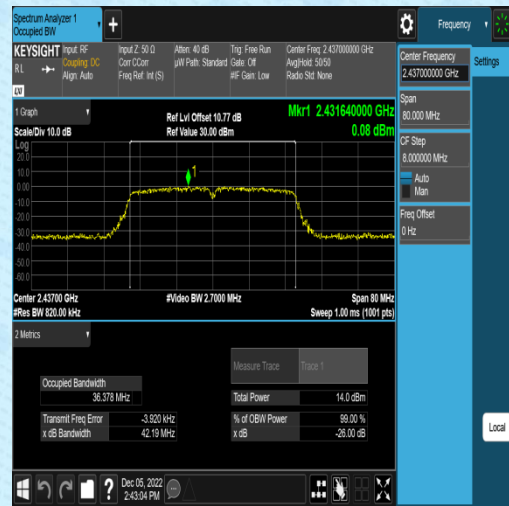 Spectrum Analyzer 1
Occupied BW
Frequency
KEYSIGHT
Input: RF
Input Z: 50 Ω
Atten: 40 dB
Trig: Free Run
Center Freq: 2.437000000 GHz
RL
Coupling: DC
Corr CCorr
µW Path: Standard
Gate: Off
Avg|Hold: 50/50
Align: Auto
Freq Ref: Int (S)
#IF Gain: Low
Radio Std: None
LXI
Center Frequency
2.437000000 GHz
Settings
Span
80.000 MHz
CF Step
8.000000 MHz
Auto
Man
Freq Offset
0 Hz
Local
1 Graph
Ref Lvl Offset 10.77 dB
Mkr1 2.431640000 GHz
Scale/Div 10.0 dB
Ref Value 30.00 dBm
0.08 dBm
Log
20.0
10.0
0.00
-10.0
-20.0
-30.0
-40.0
-50.0
-60.0
1
Center 2.43700 GHz
#Video BW 2.7000 MHz
Span 80 MHz
#Res BW 820.00 kHz
Sweep 1.00 ms (1001 pts)
2 Metrics
Measure Trace
Trace 1
Occupied Bandwidth
36.378 MHz
Total Power
14.0 dBm
Transmit Freq Error
-3.920 kHz
% of OBW Power
99.00 %
x dB Bandwidth
42.19 MHz
x dB
-26.00 dB
?
Dec 05, 2022
2:43:04 PM